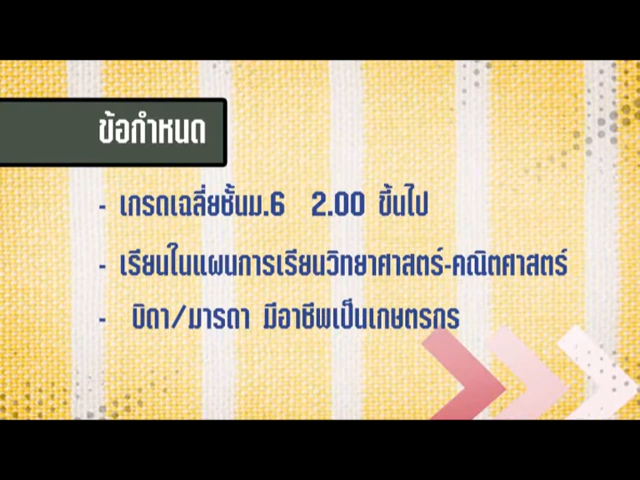 ข้อกำหนด
- เกรดเฉลี่ยชั้นม.6 2.00 ขึ้นไป
- เรียนในแผนการเรียนวิทยาศาสตร์-คณิตศาสตร์
- บิดา/มารดา มีอาชีพเป็นเกษตรกร